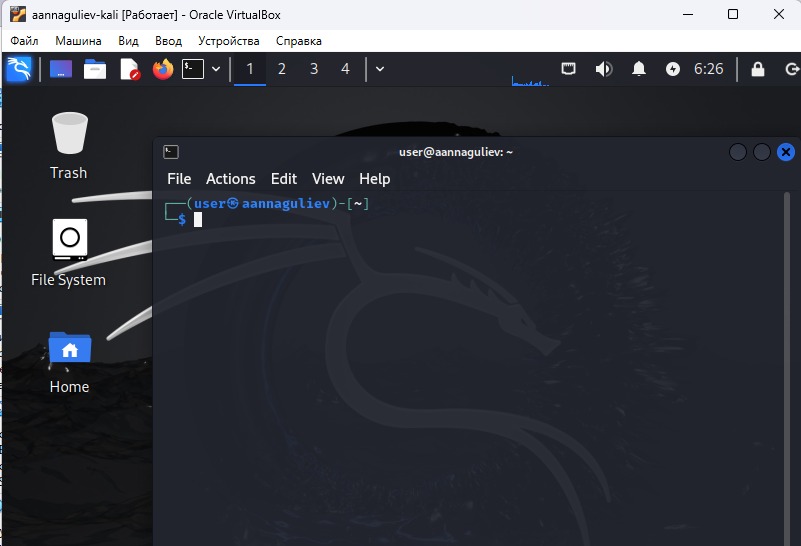 aannaguliev-kali [Работает] - Oracle VirtualBox
Файл Машина Вид Ввод Устройства Справка
1 2 3 4 6:26
Trash
File System
Home
user@aannaguliev: ~
File Actions Edit View Help
┌──(user㉿aannaguliev)-[~]
└─$